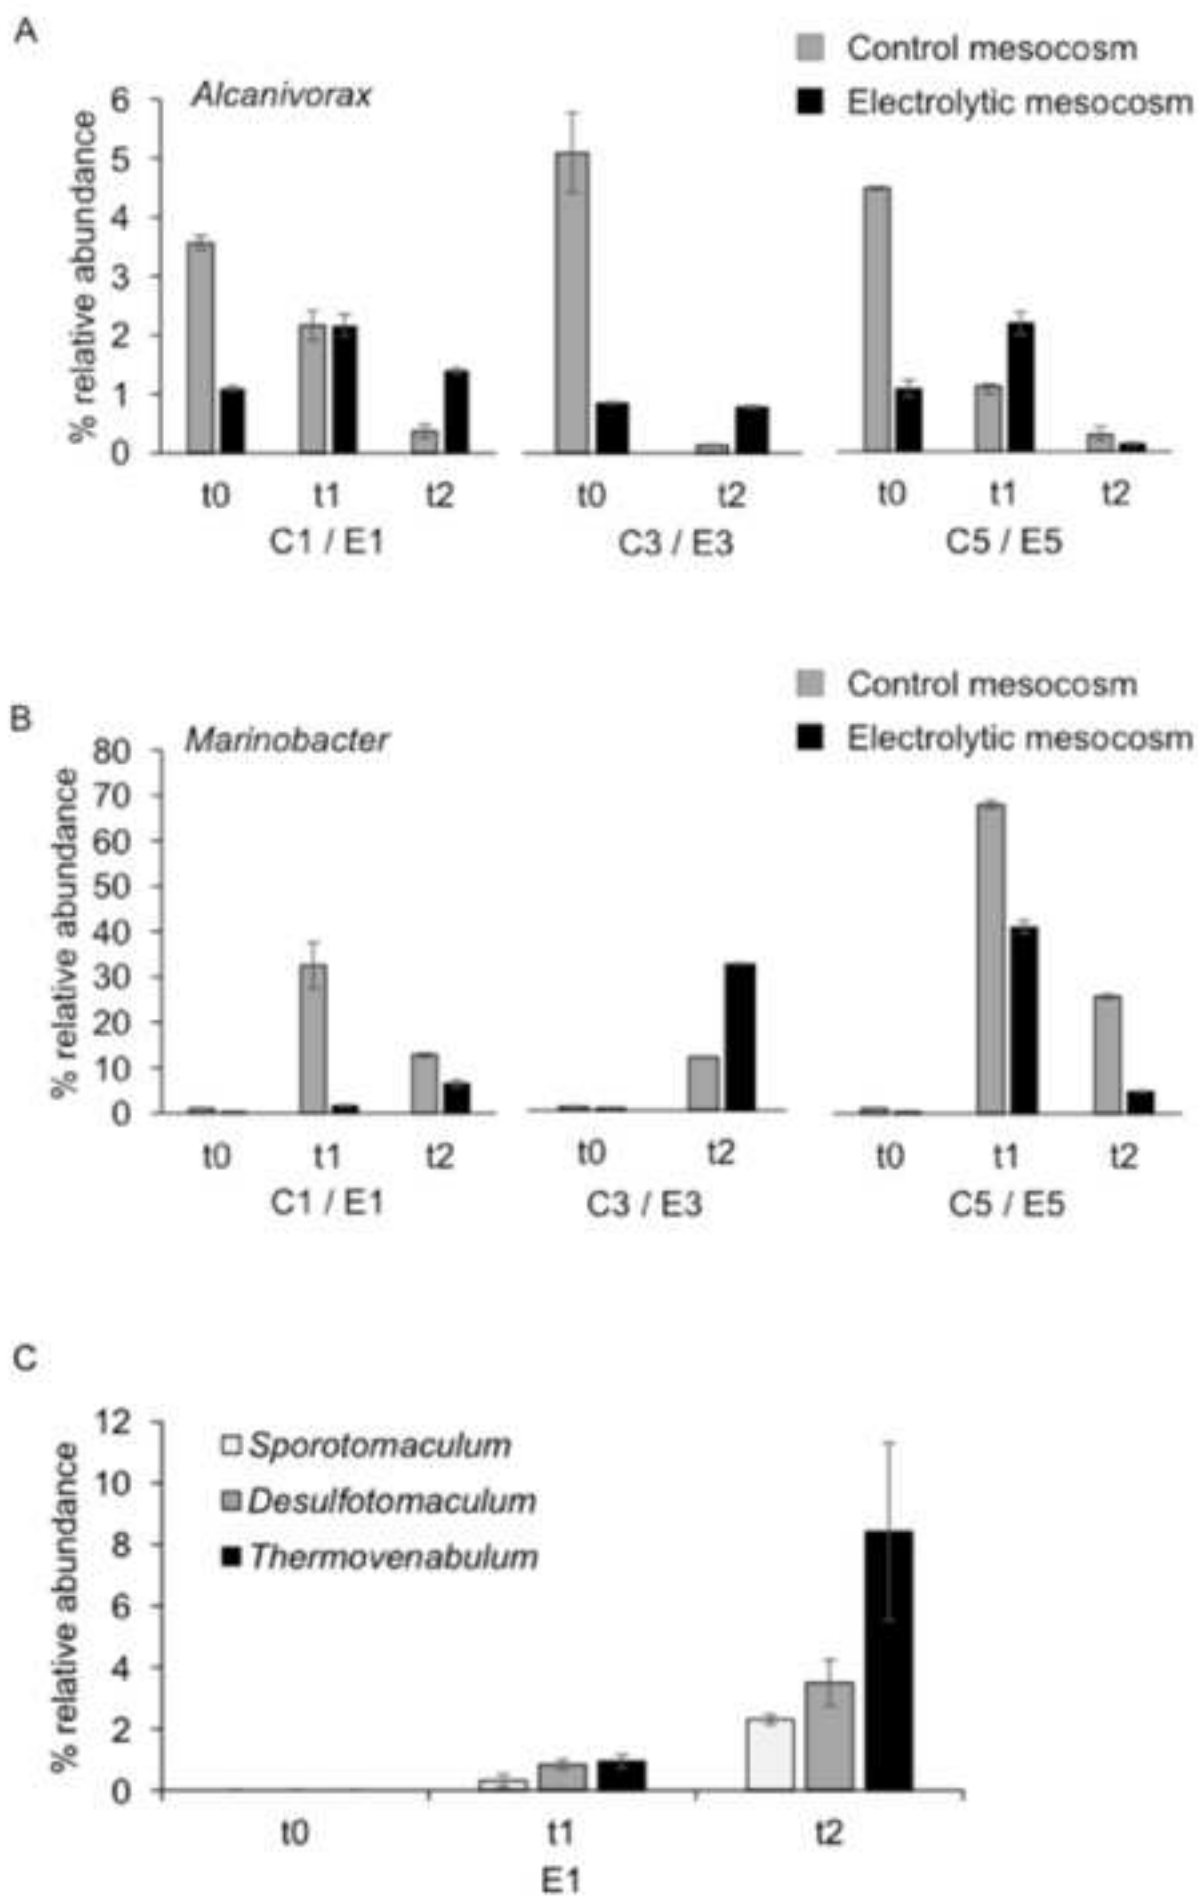 A
Control mesocosm
Electrolytic mesocosm
Alcanivorax
% relative abundance
6
5
4
3
2
1
0
t0 t1 t2 t0 t2 t0 t1 t2
C1 / E1 C3 / E3 C5 / E5
B
Control mesocosm
Electrolytic mesocosm
Marinobacter
% relative abundance
80
70
60
50
40
30
20
10
0
t0 t1 t2 t0 t2 t0 t1 t2
C1 / E1 C3 / E3 C5 / E5
C
% relative abundance
12
10
8
6
4
2
0
Sporotomaculum
Desulfotomaculum
Thermovenabulum
t0 t1 t2
E1